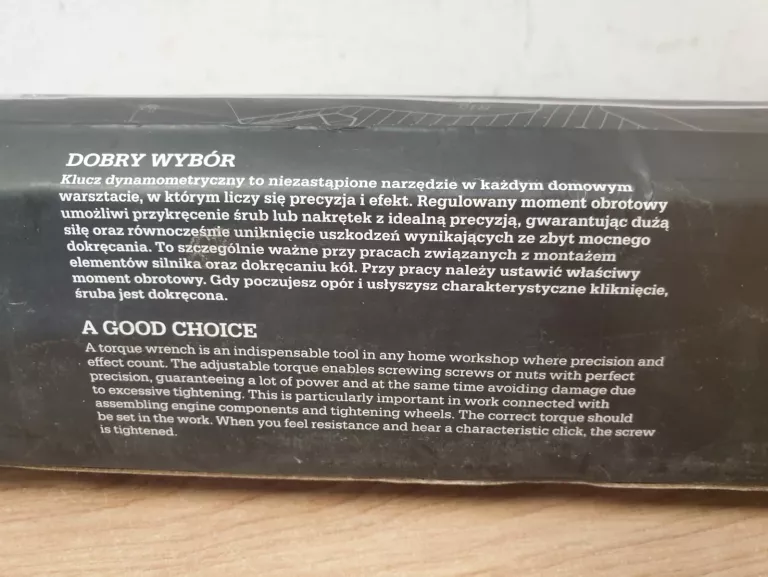 DOBRY WYBÓR
Klucz dynamometryczny to niezastąpione narzędzie w każdym domowym
warsztacie, w którym liczy się precyzja i efekt. Regulowany moment obrotowy
umożliwi przykręcenie śrub lub nakrętek z idealną precyzją, gwarantując dużą
siłę oraz równocześnie uniknięcie uszkodzeń wynikających ze zbyt mocnego
dokręcania. To szczególnie ważne przy pracach związanych z montażem
elementów silnika oraz dokręcaniu kół. Przy pracy należy ustawić właściwy
moment obrotowy. Gdy poczujesz opór i usłyszysz charakterystyczne kliknięcie,
śruba jest dokręcona.
A GOOD CHOICE
A torque wrench is an indispensable tool in any home workshop where precision and
effect count. The adjustable torque enables screwing screws or nuts with perfect
precision, guaranteeing a lot of power and at the same time avoiding damage due
to excessive tightening. This is particularly important in work connected with
assembling engine components and tightening wheels. The correct torque should
be set in the work. When you feel resistance and hear a characteristic click, the screw
is tightened.